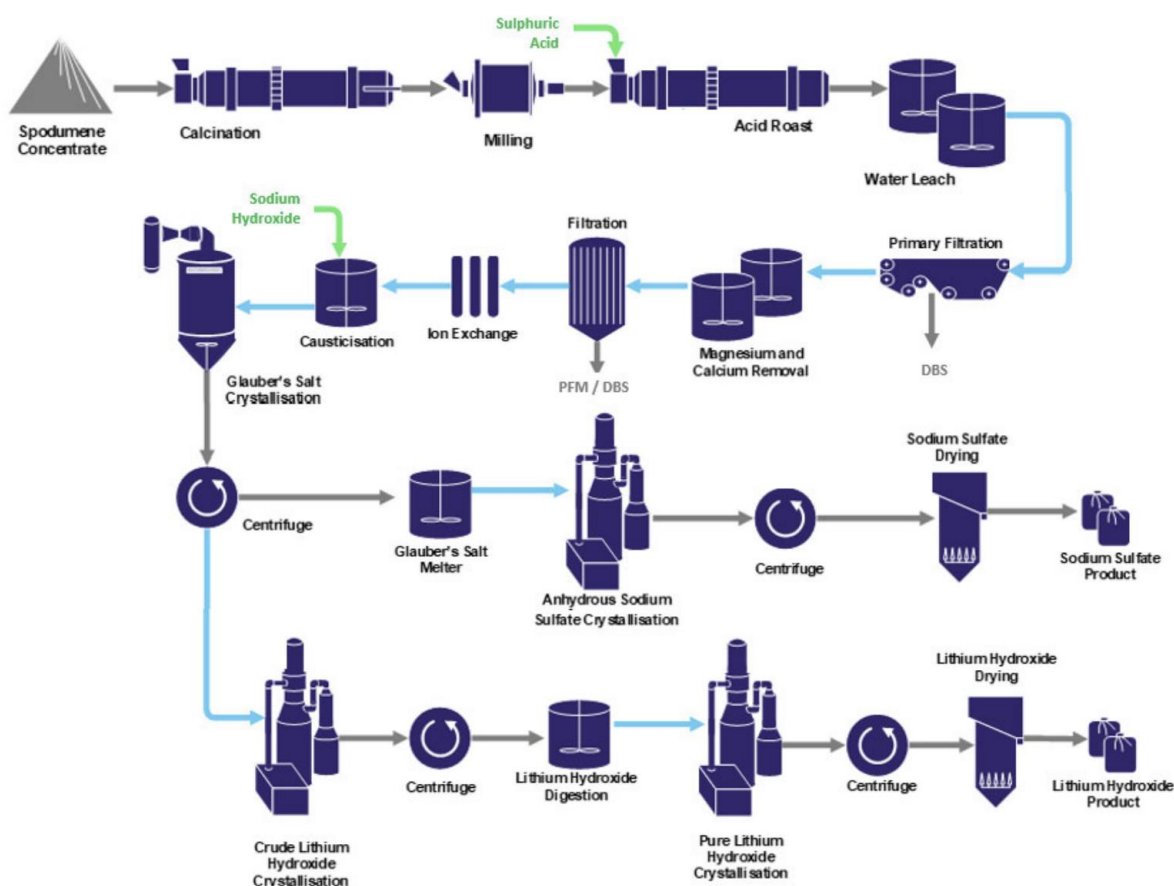 Sulphuric
Acid
Spodumene
Concentrate
Calcination
Milling
Acid Roast
Water Leach
Sodium
Hydroxide
Filtration
Primary Filtration
Glauber's Salt
Crystallisation
Causticisation
Ion Exchange
Magnesium and
Calcium Removal
PFM / DBS
DBS
Centrifuge
Glauber's Salt
Melter
Anhydrous Sodium
Sulfate Crystallisation
Centrifuge
Sodium Sulfate
Drying
Sodium Sulfate
Product
Crude Lithium
Hydroxide
Crystallisation
Centrifuge
Lithium Hydroxide
Digestion
Pure Lithium
Hydroxide
Crystallisation
Centrifuge
Lithium Hydroxide
Drying
Lithium Hydroxide
Product